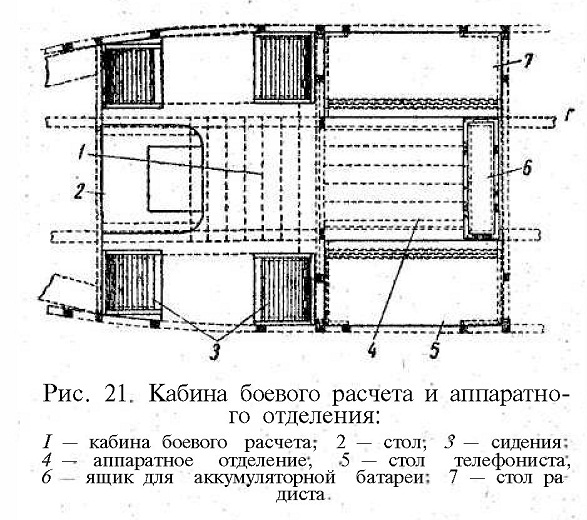 7
Г
1
6
2
3
4
5
Рис. 21. Кабина боевого расчета и аппаратно-
го отделения:
1 — кабина боевого расчета; 2 — стол; 3 — сидения
4 — аппаратное отделение; 5 — стол телефониста,
6 — ящик для аккумуляторной батареи; 7 — стол ра-
диста